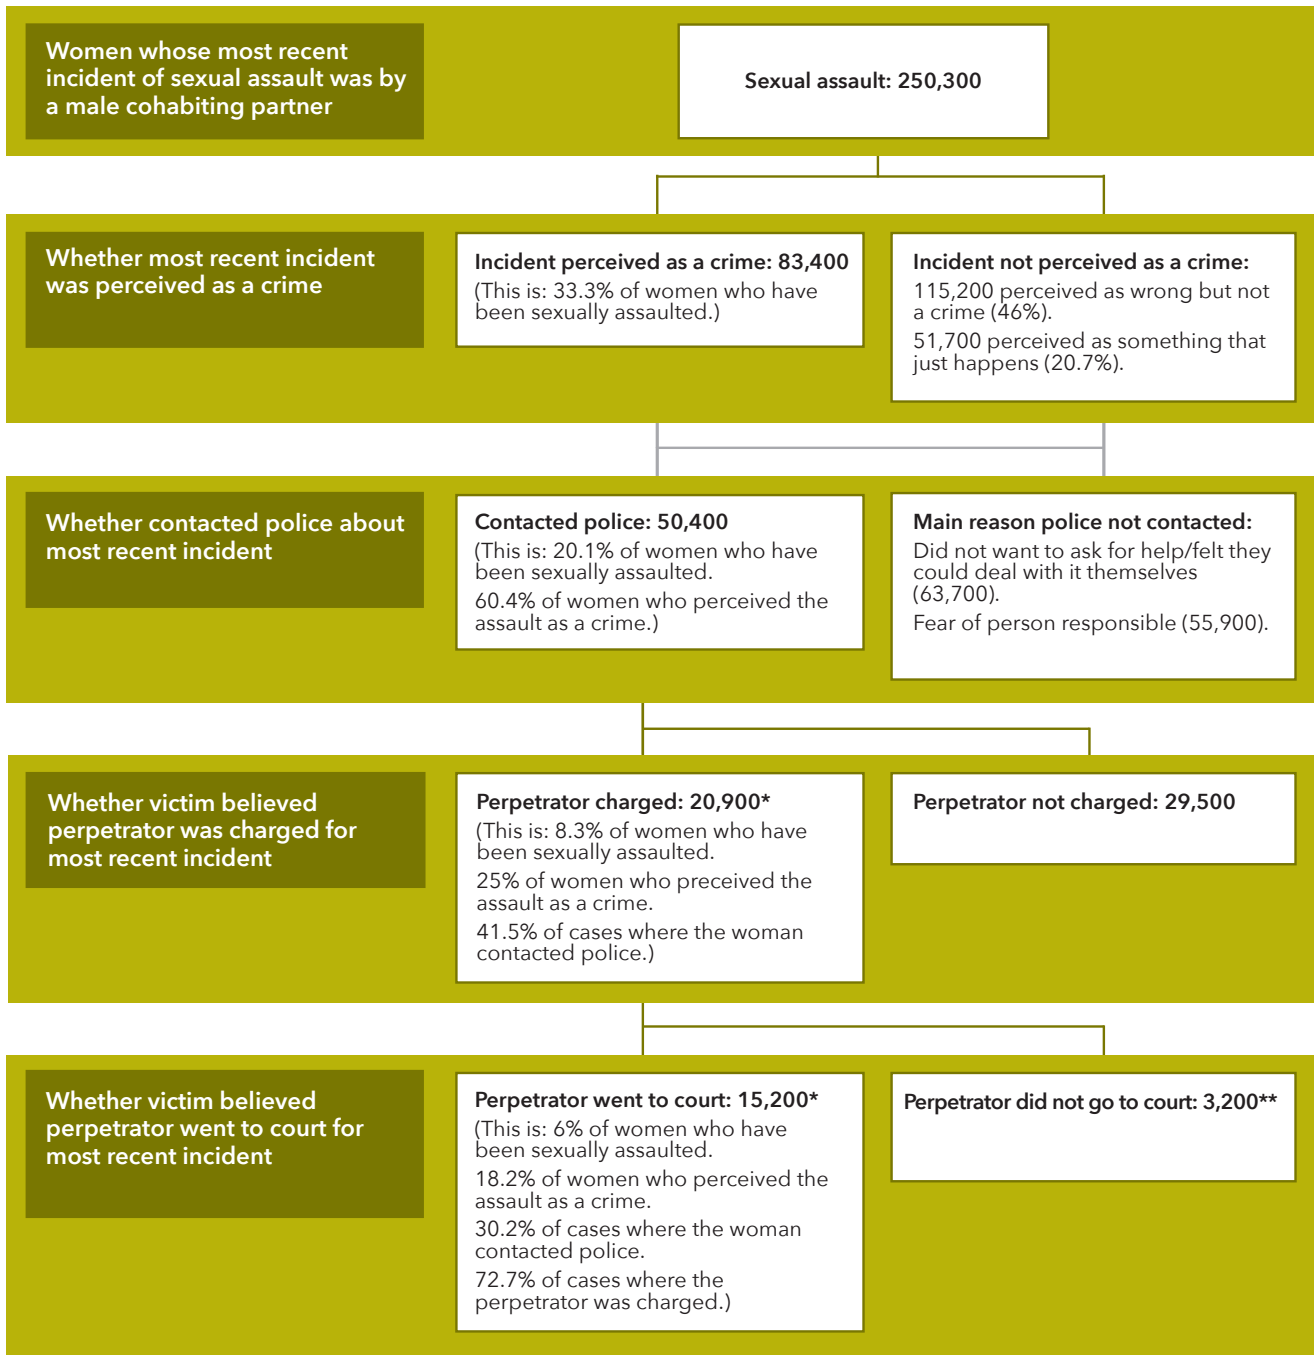 Women whose most recent
incident of sexual assault was by
a male cohabiting partner
Sexual assault: 250,300
Whether most recent incident
was perceived as a crime
Incident perceived as a crime: 83,400
(This is: 33.3% of women who have
been sexually assaulted.)
Incident not perceived as a crime:
115,200 perceived as wrong but not
a crime (46%).
51,700 perceived as something that
just happens (20.7%).
Whether contacted police about
most recent incident
Contacted police: 50,400
(This is: 20.1% of women who have
been sexually assaulted.
60.4% of women who perceived the
assault as a crime.)
Main reason police not contacted:
Did not want to ask for help/felt they
could deal with it themselves
(63,700).
Fear of person responsible (55,900).
Whether victim believed
perpetrator was charged for
most recent incident
Perpetrator charged: 20,900*
(This is: 8.3% of women who have
been sexually assaulted.
25% of women who preceived the
assault as a crime.
41.5% of cases where the woman
contacted police.)
Perpetrator not charged: 29,500
Whether victim believed
perpetrator went to court for
most recent incident
Perpetrator went to court: 15,200*
(This is: 6% of women who have
been sexually assaulted.
18.2% of women who perceived the
assault as a crime.
30.2% of cases where the woman
contacted police.
72.7% of cases where the
perpetrator was charged.)
Perpetrator did not go to court: 3,200**